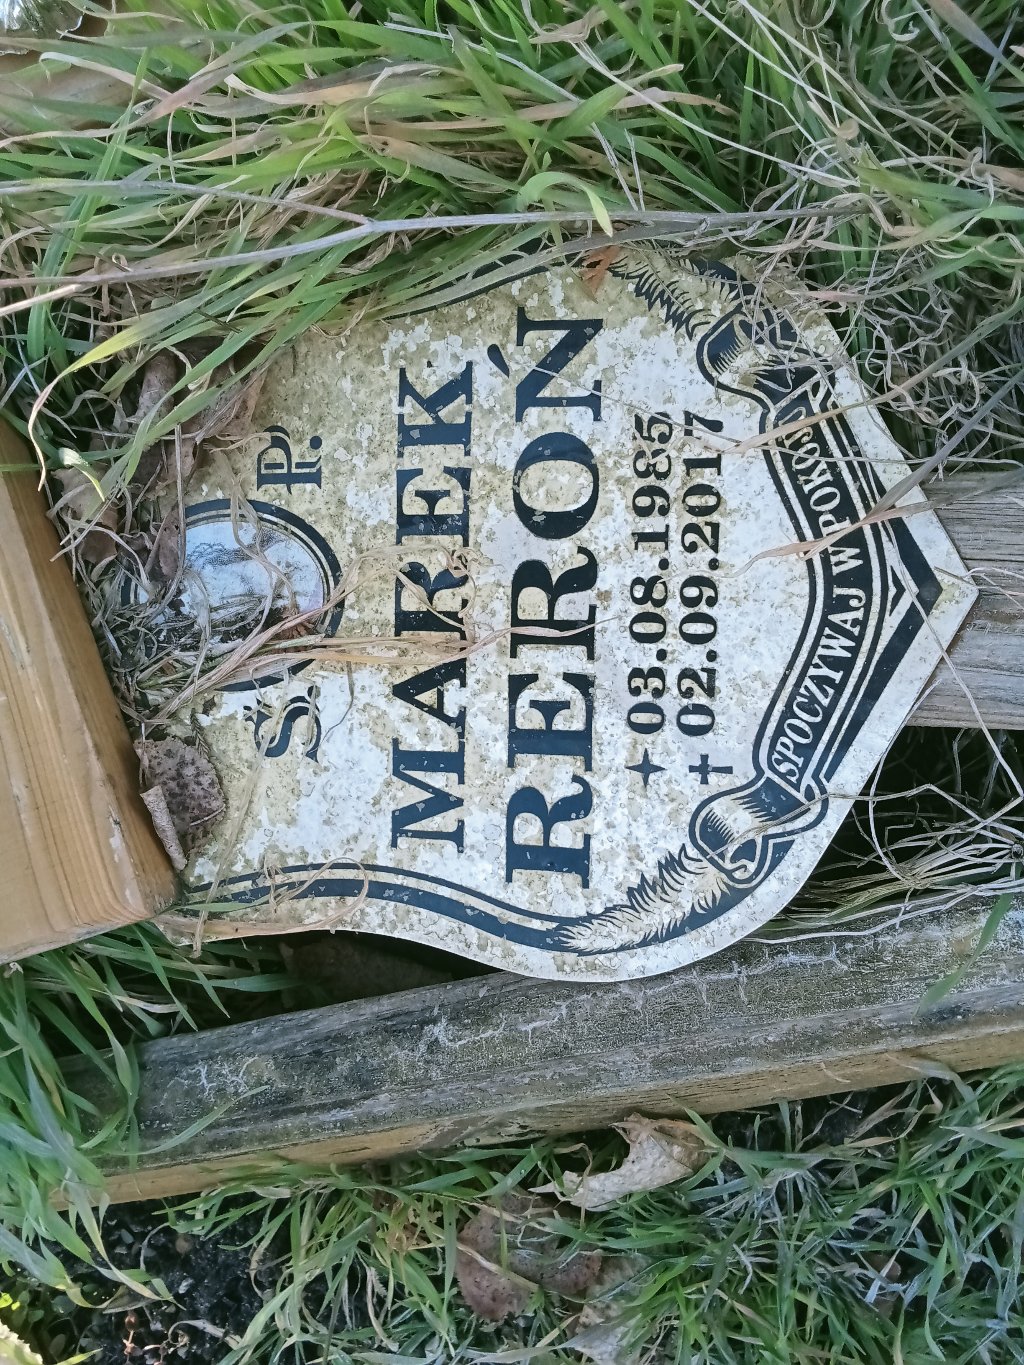 Ś. P.
MAREK
REROŃ
✦ 03.08.1985
✝ 02.09.2017
SPOCZYWAJ W POKOJU